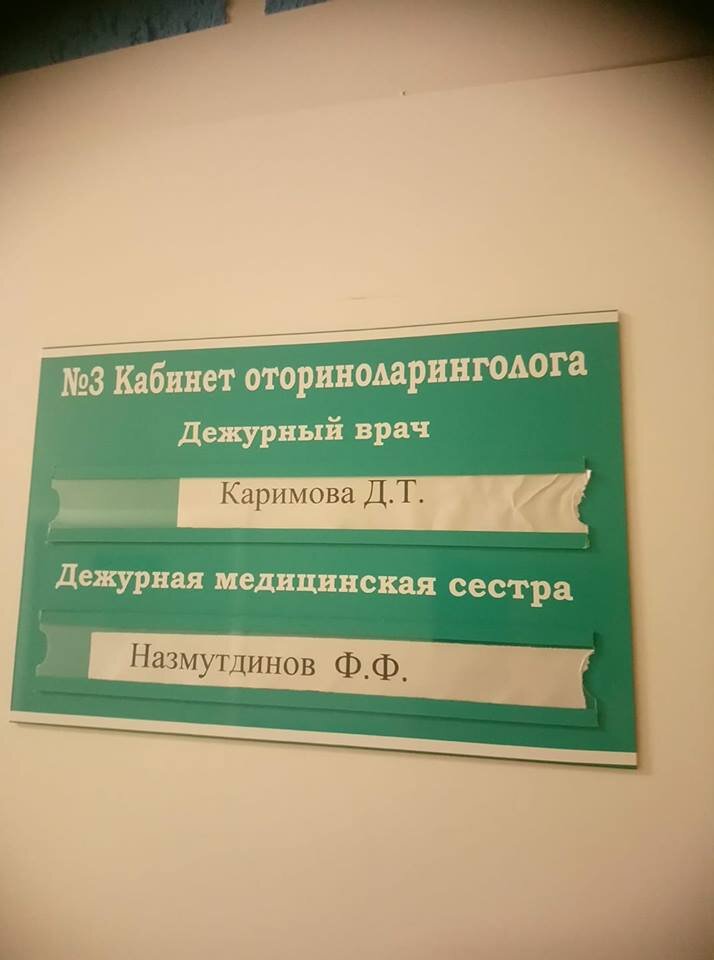 №3 Кабинет оториноларинголога
Дежурный врач
Каримова Д.Т.
Дежурная медицинская сестра
Назмутдинов Ф.Ф.